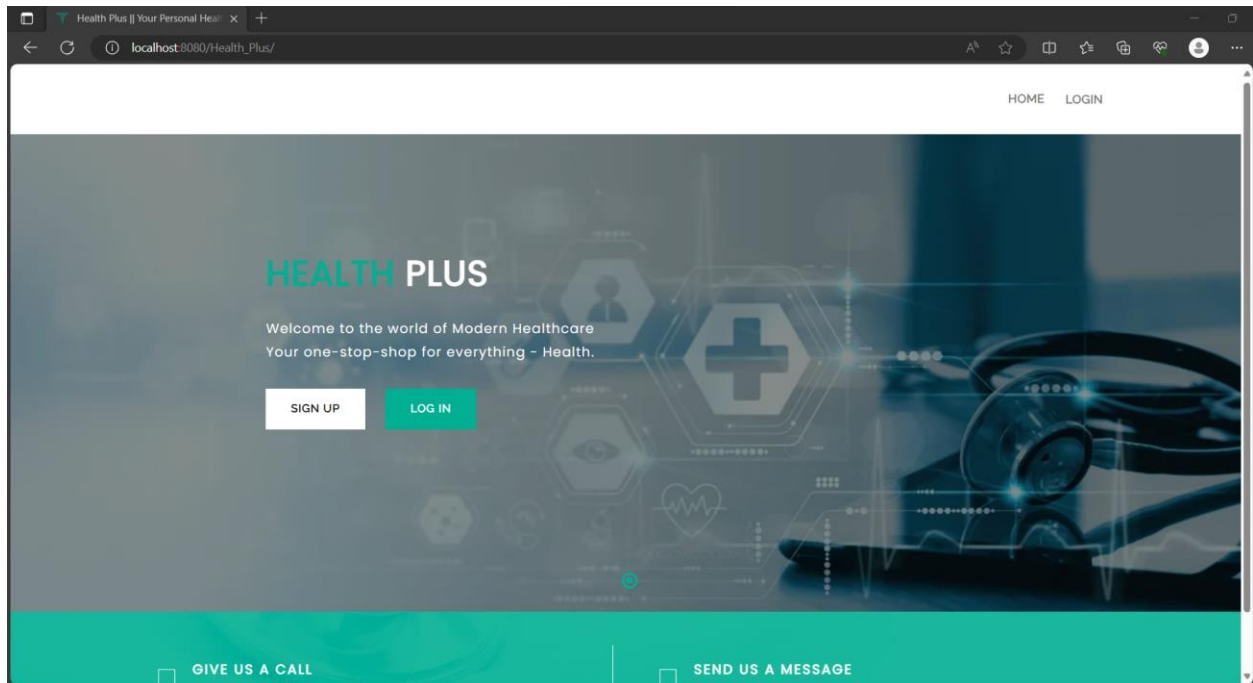 Health Plus || Your Personal Heal
localhost:8080/Health_Plus/
HOME LOGIN
HEALTH PLUS
Welcome to the world of Modern Healthcare
Your one-stop-shop for everything - Health.
SIGN UP LOG IN
GIVE US A CALL SEND US A MESSAGE